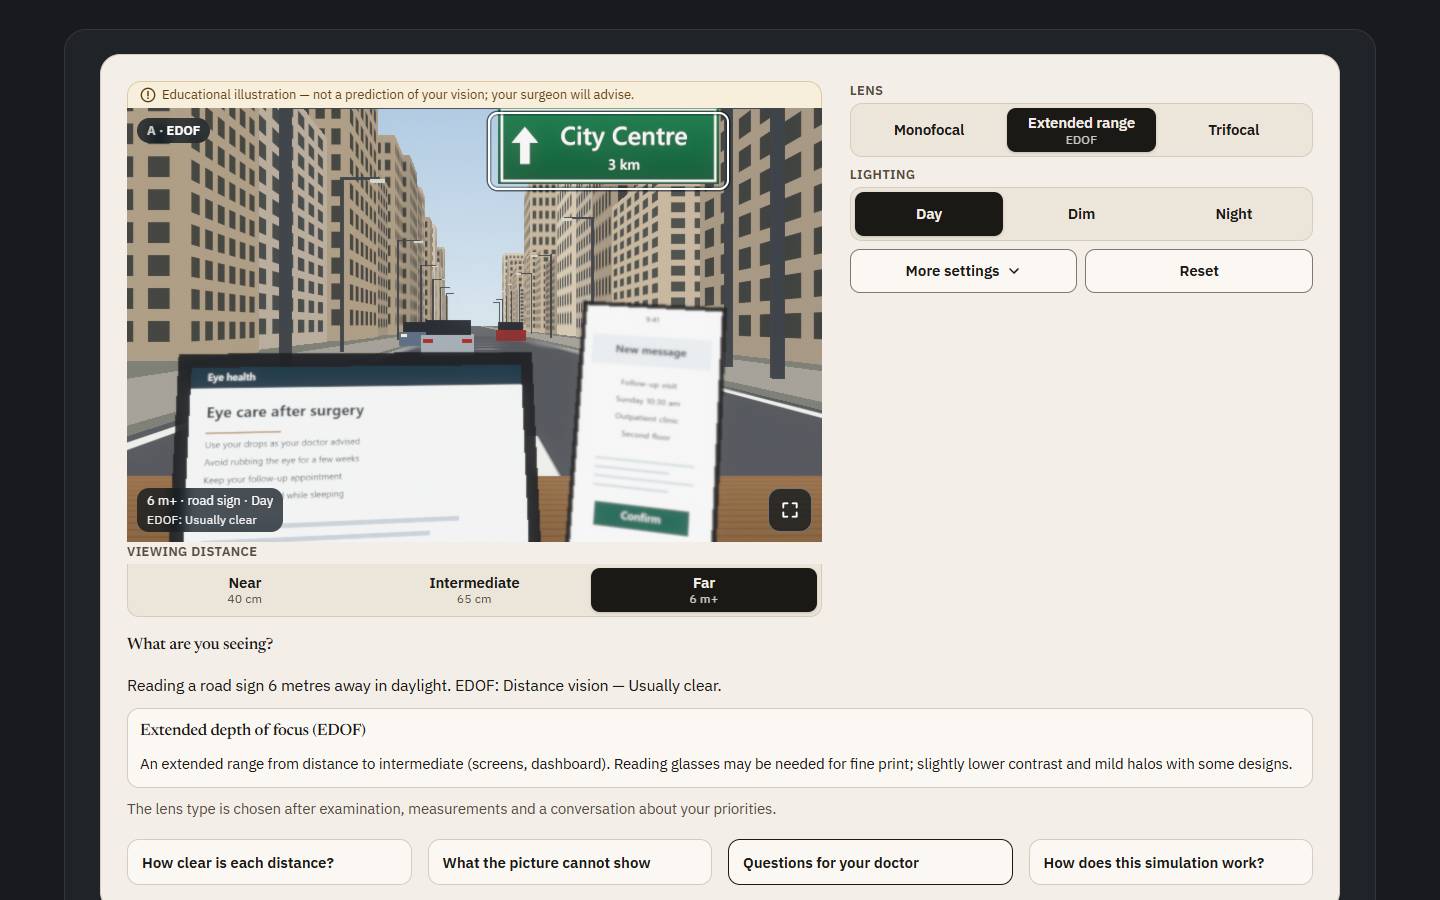 Educational illustration — not a prediction of your vision; your surgeon will advise.
A · EDOF
City Centre
3 km
9:41
New message
Follow-up visit
Sunday 10:30 am
Outpatient clinic
Second floor
Confirm
Eye health
Eye care after surgery
Use your drops as your doctor advised
Avoid rubbing the eye for a few weeks
Keep your follow-up appointment
while sleeping
6 m+ · road sign · Day
EDOF: Usually clear
VIEWING DISTANCE
Near
40 cm
Intermediate
65 cm
Far
6 m+
LENS
Monofocal
Extended range
EDOF
Trifocal
LIGHTING
Day
Dim
Night
More settings
Reset
What are you seeing?
Reading a road sign 6 metres away in daylight. EDOF: Distance vision — Usually clear.
Extended depth of focus (EDOF)
An extended range from distance to intermediate (screens, dashboard). Reading glasses may be needed for fine print; slightly lower contrast and mild halos with some designs.
The lens type is chosen after examination, measurements and a conversation about your priorities.
How clear is each distance?
What the picture cannot show
Questions for your doctor
How does this simulation work?